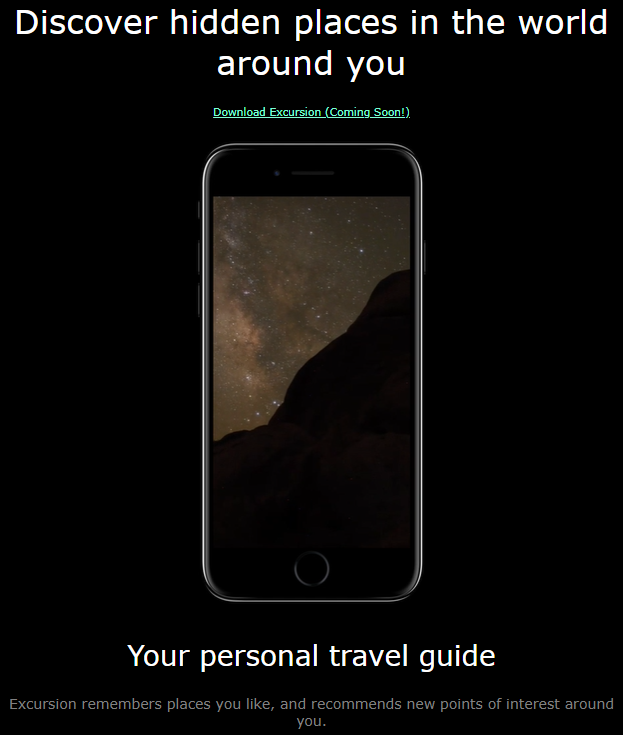 Discover hidden places in the world
around you
Download Excursion (Coming Soon!)
Your personal travel guide
Excursion remembers places you like, and recommends new points of interest around
you.